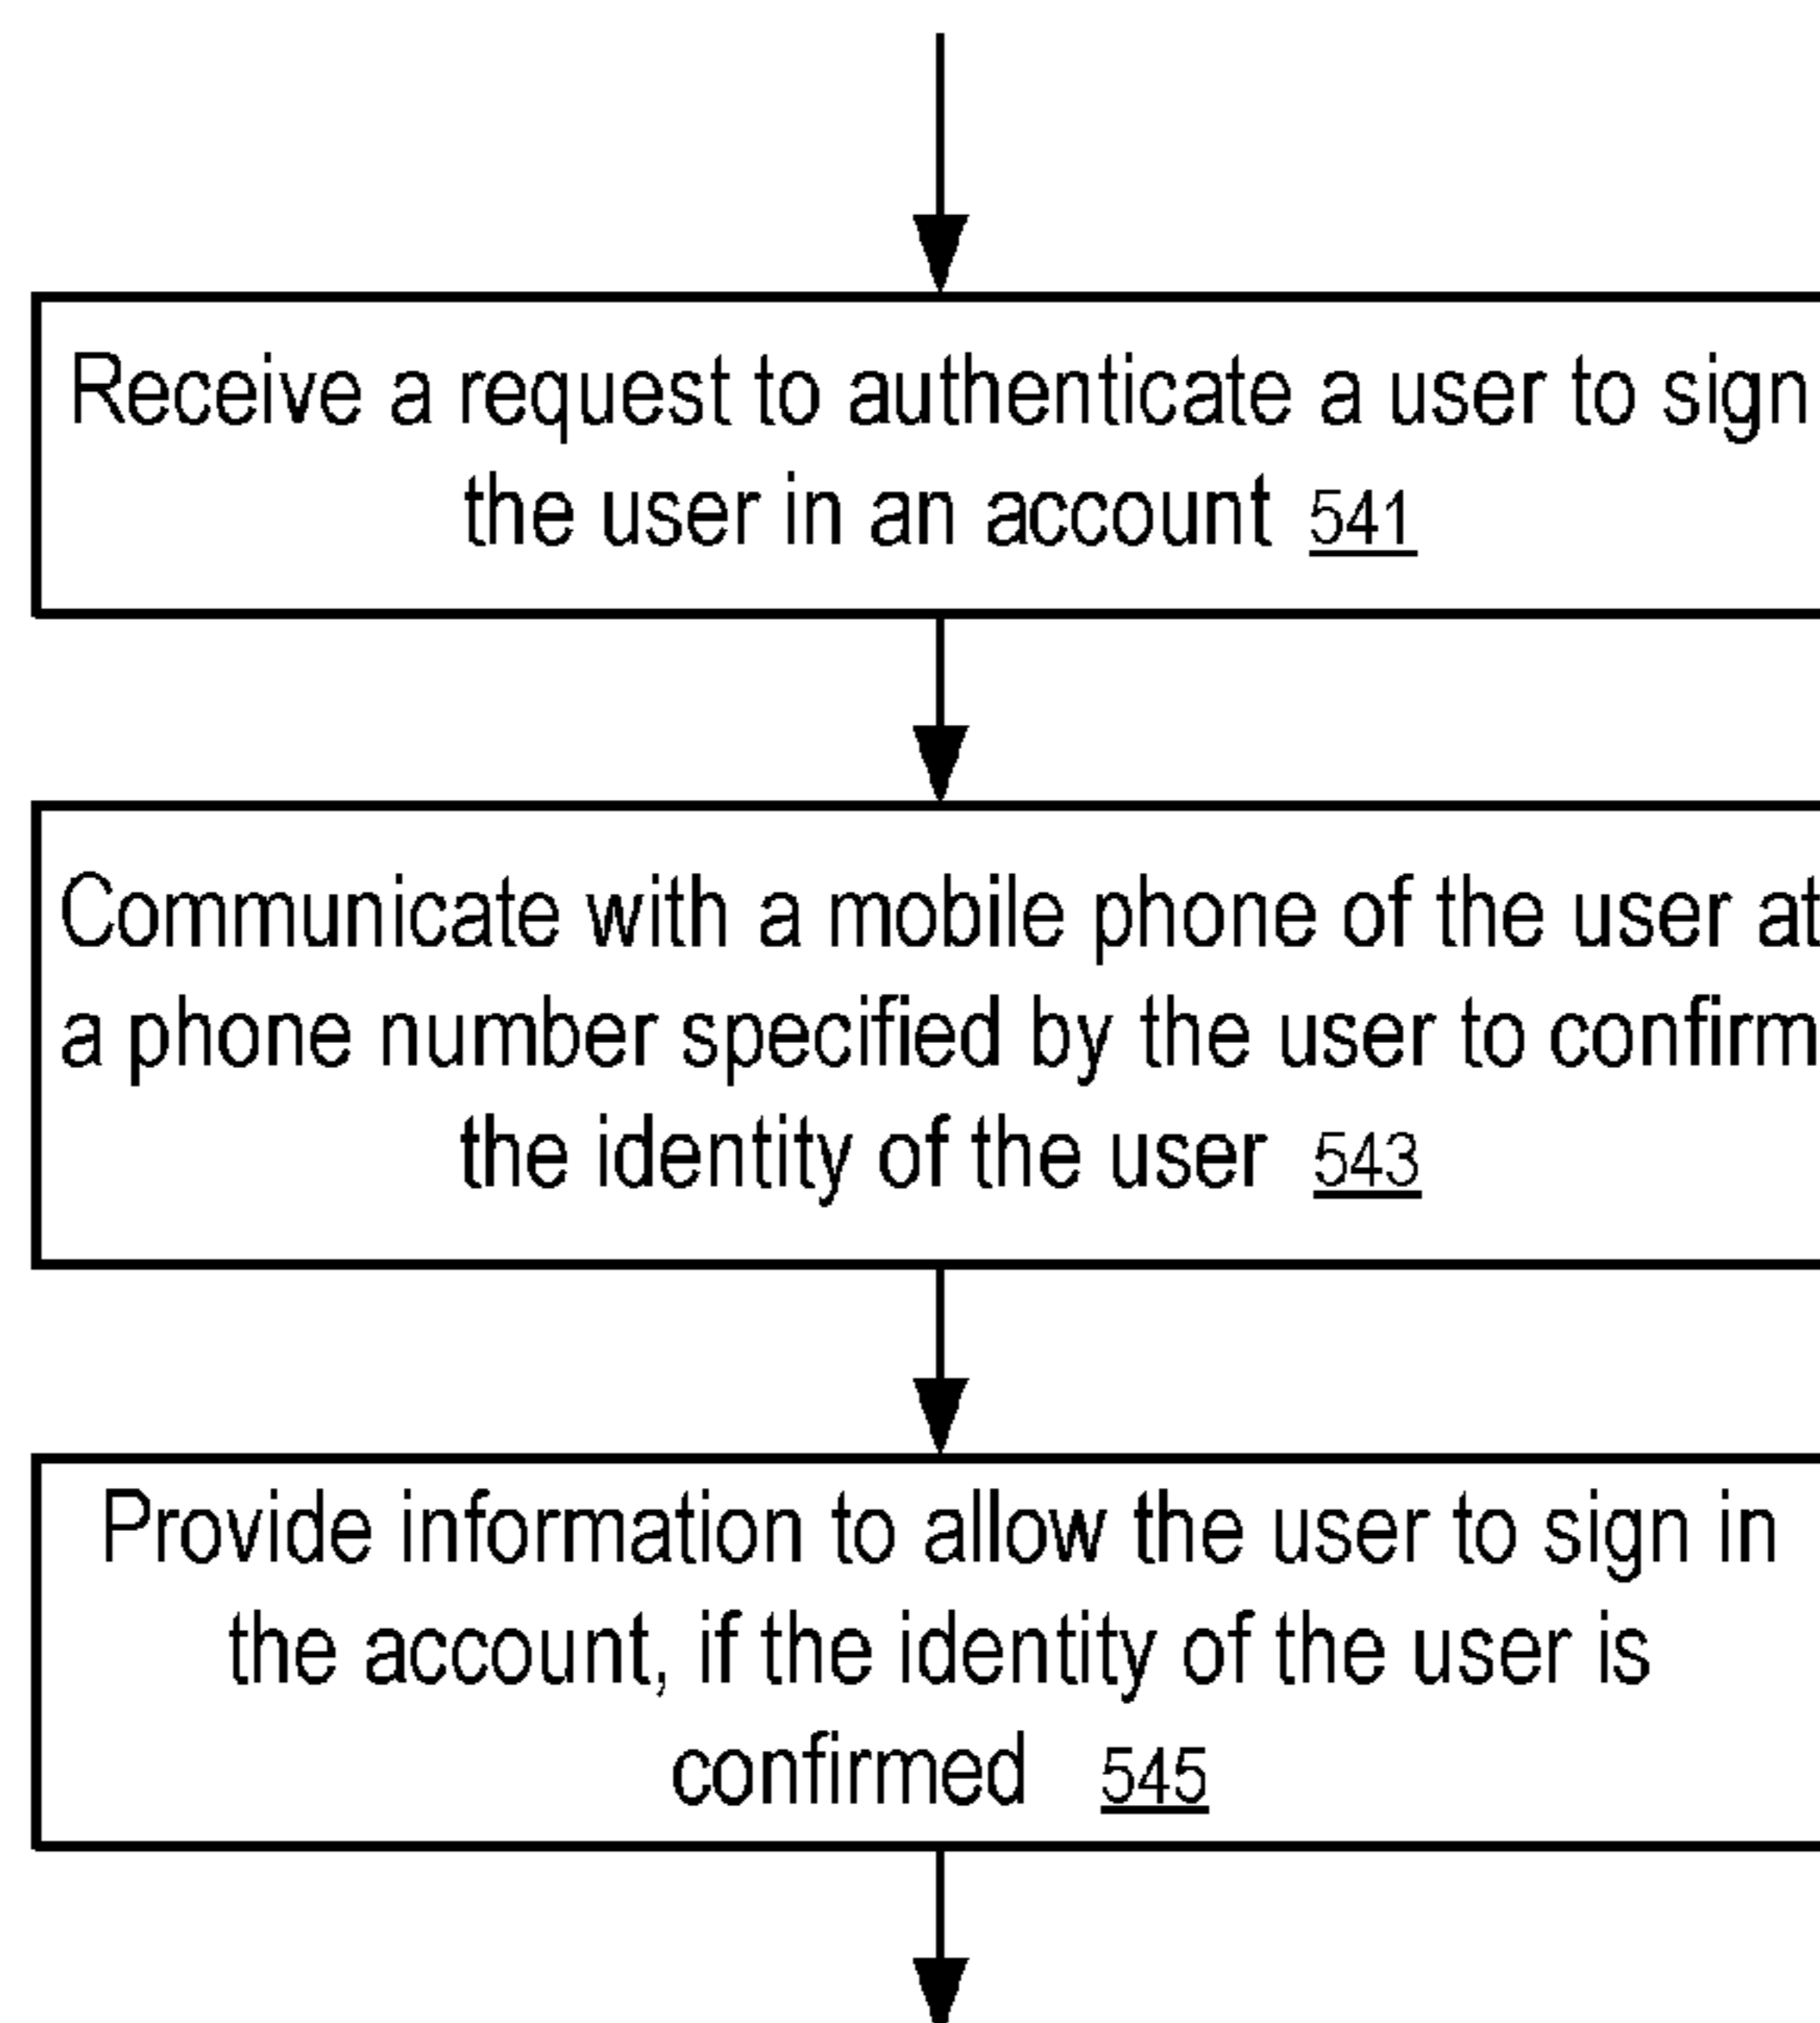 Receive a request to authenticate a user to sign
the user in an account 541
Communicate with a mobile phone of the user at
a phone number specified by the user to confirm
the identity of the user 543
Provide information to allow the user to sign in
the account, if the identity of the user is
confirmed 545